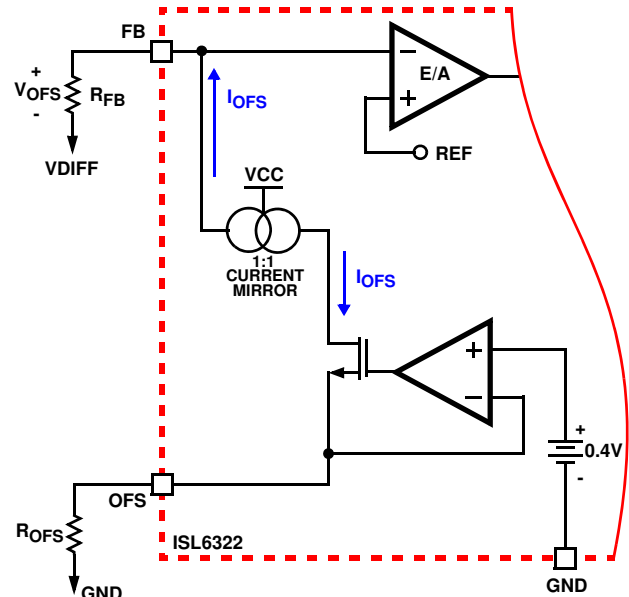 FB
+
VOFS
-
RFB
VDIFF
IOFS
−
E/A
+
REF
VCC
1:1
CURRENT
MIRROR
IOFS
+
−
+
0.4V
-
OFS
ROFS
ISL6322
GND
GND